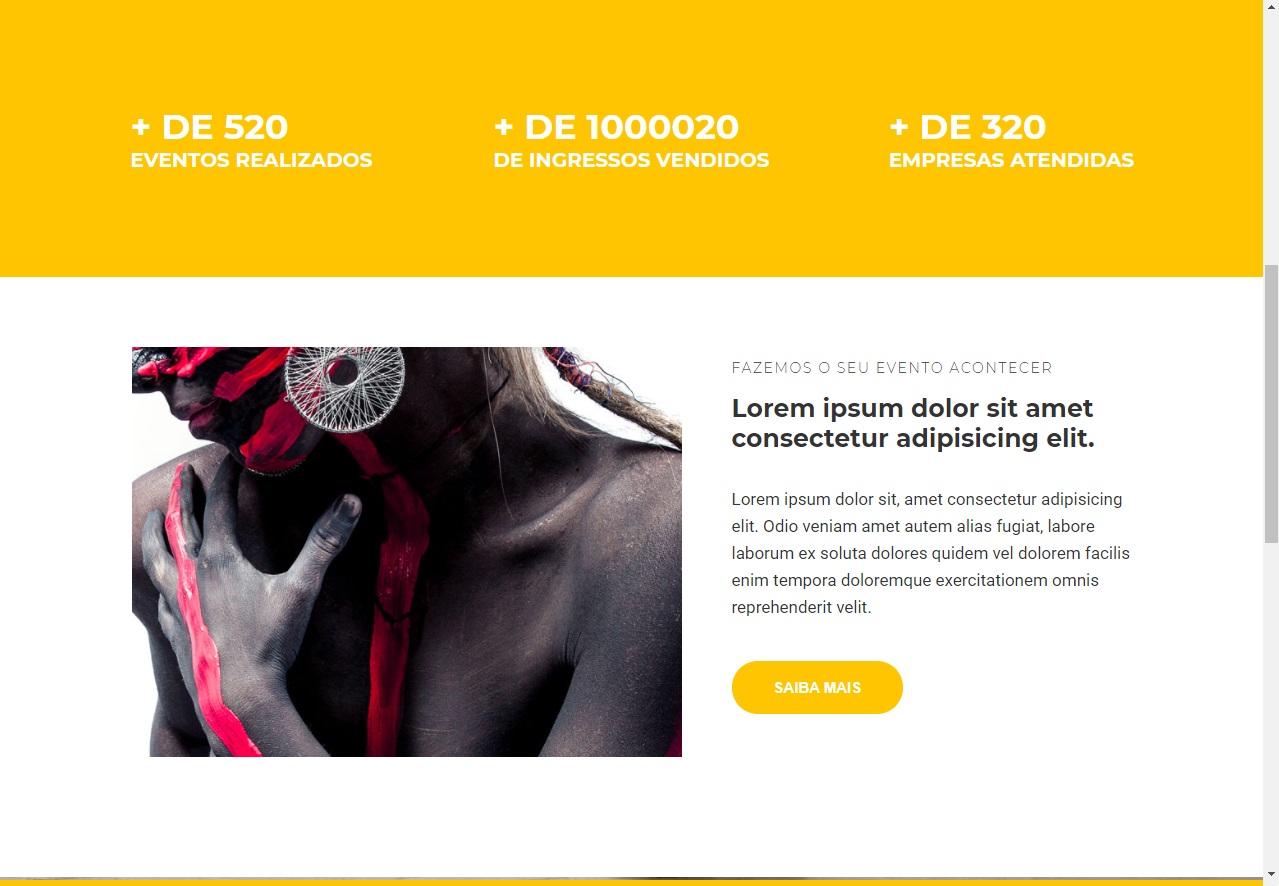 + DE 520
EVENTOS REALIZADOS
+ DE 1000020
DE INGRESSOS VENDIDOS
+ DE 320
EMPRESAS ATENDIDAS
FAZEMOS O SEU EVENTO ACONTECER
Lorem ipsum dolor sit amet
consectetur adipisicing elit.
Lorem ipsum dolor sit, amet consectetur adipisicing
elit. Odio veniam amet autem alias fugiat, labore
laborum ex soluta dolores quidem vel dolorem facilis
enim tempora doloremque exercitationem omnis
reprehenderit velit.
SAIBA MAIS